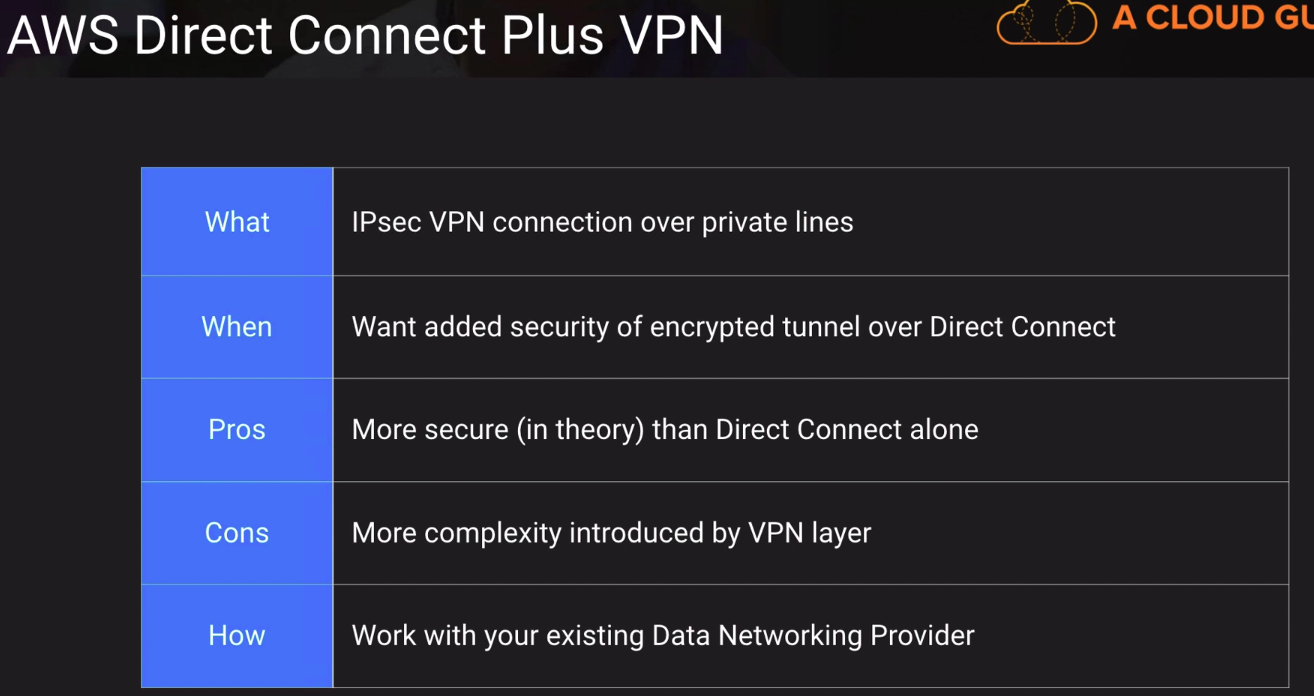 AWS Direct Connect Plus VPN
A CLOUD GU
What
IPsec VPN connection over private lines
When
Want added security of encrypted tunnel over Direct Connect
Pros
More secure (in theory) than Direct Connect alone
Cons
More complexity introduced by VPN layer
How
Work with your existing Data Networking Provider